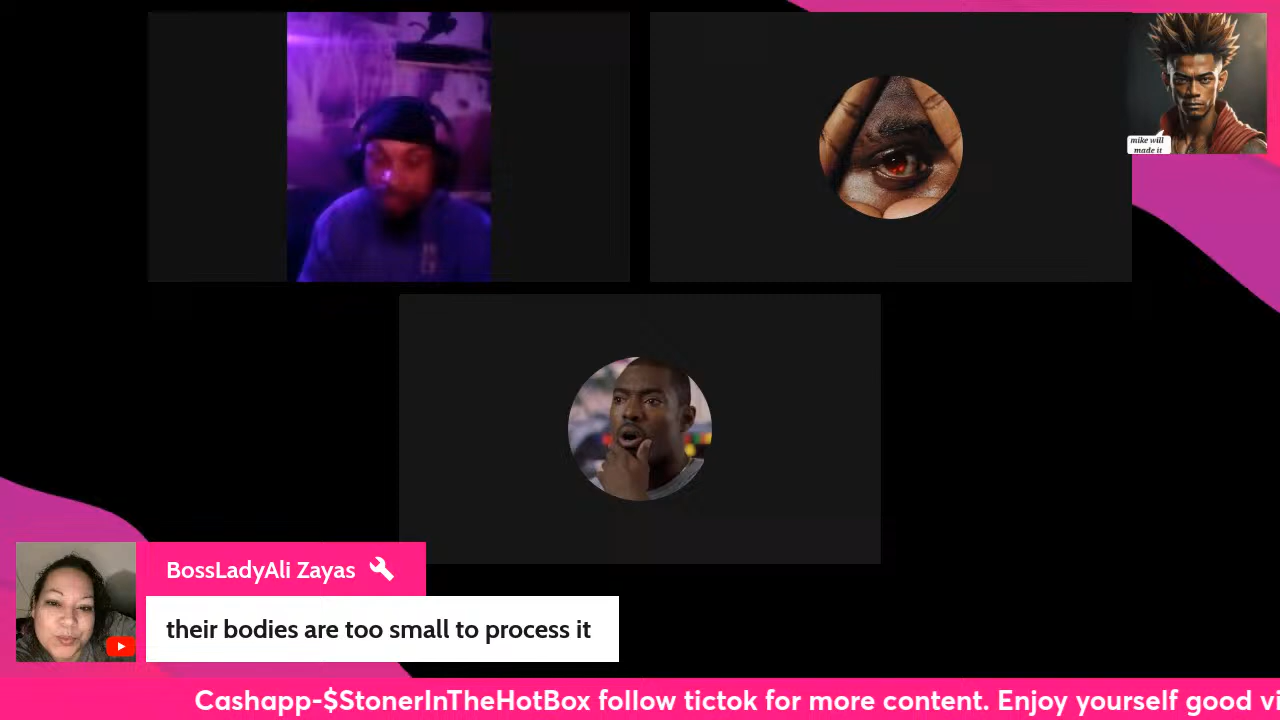 mike will
made it
BossLadyAli Zayas
their bodies are too small to process it
Cashapp-$StonerInTheHotBox follow tictok for more content. Enjoy yourself good vi